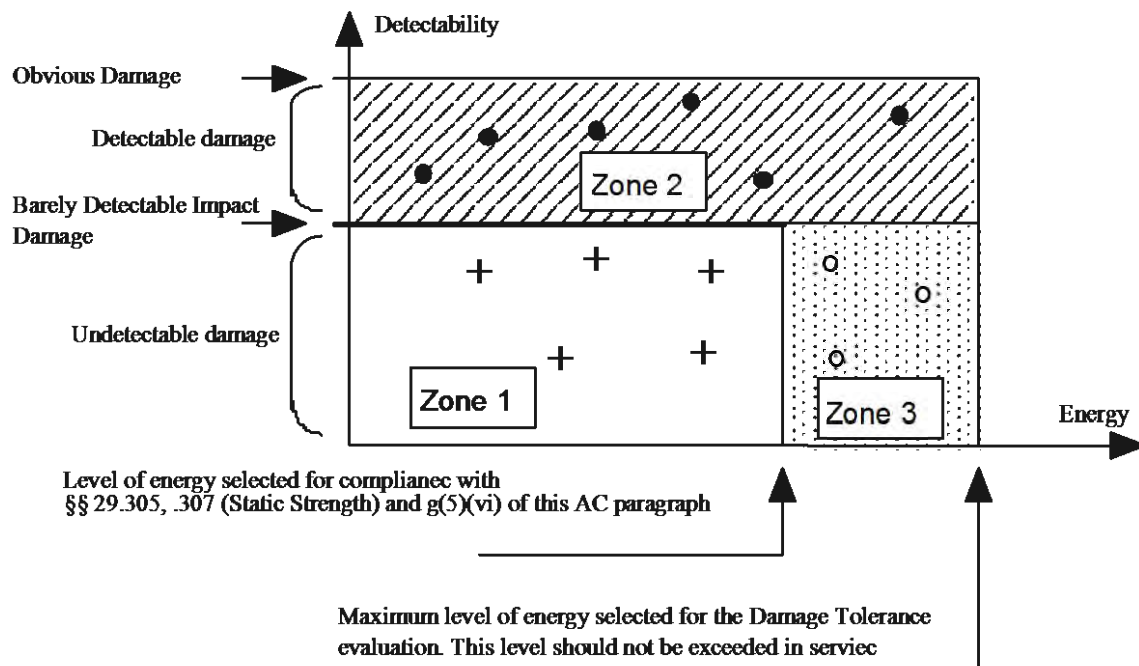 Detectability
Obvious Damage
Detectable damage
Zone 2
Barely Detectable Impact
Damage
Undetectable damage
Zone 1
Zone 3
Energy
Level of energy selected for complianec with
§§ 29.305, .307 (Static Strength) and g(5)(vi) of this AC paragraph
Maximum level of energy selected for the Damage Tolerance
evaluation. This level should not be exceeded in serviec